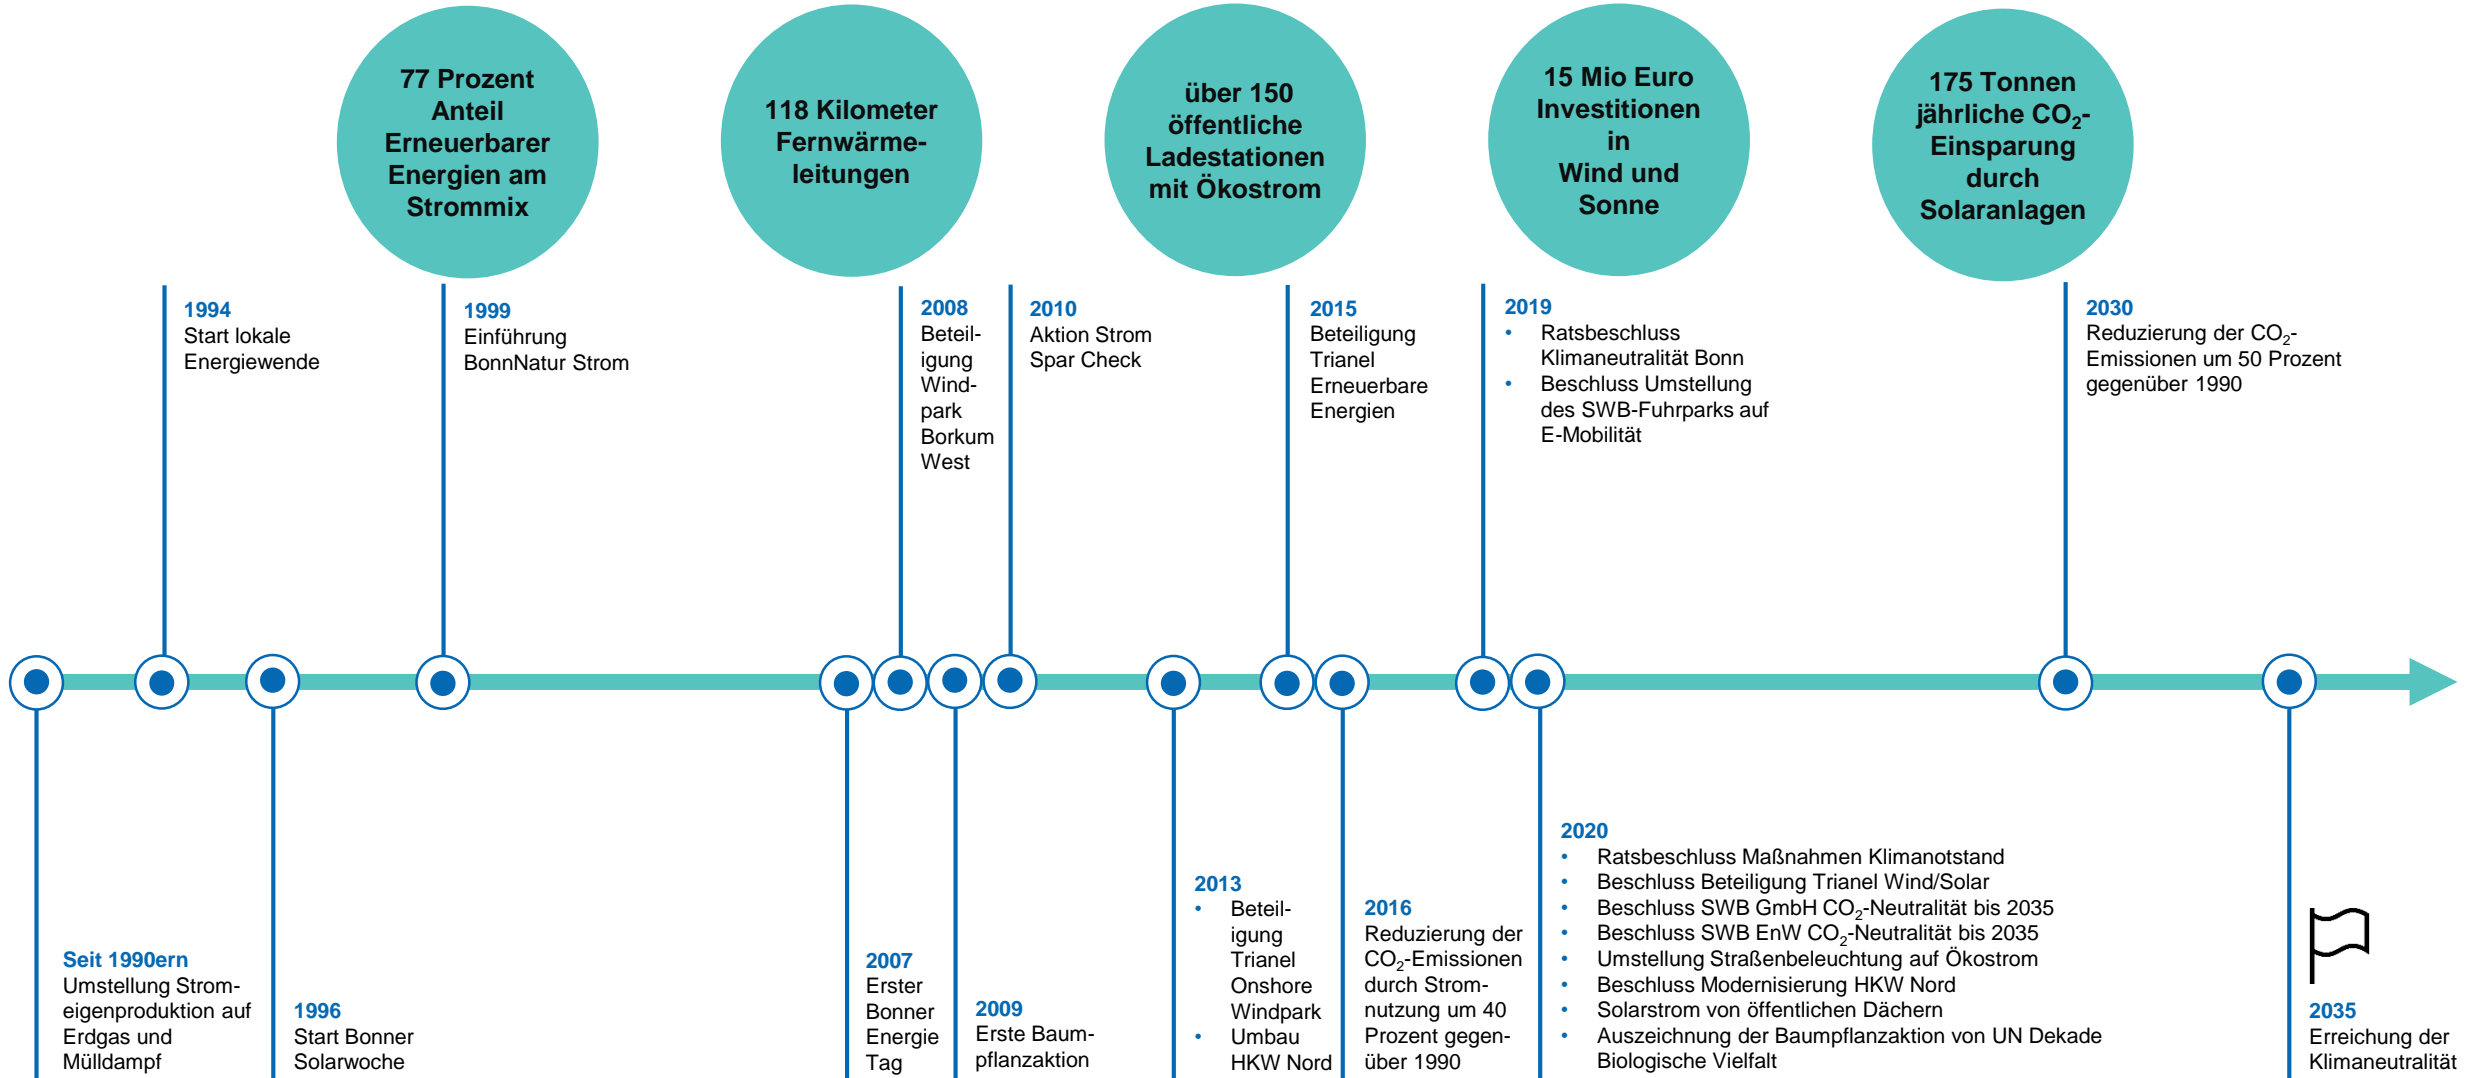 77 Prozent
Anteil
Erneuerbarer
Energien am
Strommix
118 Kilometer
Fernwärme-
leitungen
über 150
öffentliche
Ladestationen
mit Ökostrom
15 Mio Euro
Investitionen
in
Wind und
Sonne
175 Tonnen
jährliche CO₂-
Einsparung
durch
Solaranlagen
1994
Start lokale
Energiewende
1999
Einführung
BonnNatur Strom
2008
Beteil-
igung
Wind-
park
Borkum
West
2010
Aktion Strom
Spar Check
2015
Beteiligung
Trianel
Erneuerbare
Energien
2019
• Ratsbeschluss
Klimaneutralität Bonn
• Beschluss Umstellung
des SWB-Fuhrparks auf
E-Mobilität
2030
Reduzierung der CO₂-
Emissionen um 50 Prozent
gegenüber 1990
Seit 1990ern
Umstellung Strom-
eigenproduktion auf
Erdgas und
Mülldampf
1996
Start Bonner
Solarwoche
2007
Erster
Bonner
Energie
Tag
2009
Erste Baum-
pflanzaktion
2013
• Beteil-
igung
Trianel
Onshore
Windpark
• Umbau
HKW Nord
2016
Reduzierung der
CO₂-Emissionen
durch Strom-
nutzung um 40
Prozent gegen-
über 1990
2020
• Ratsbeschluss Maßnahmen Klimanotstand
• Beschluss Beteiligung Trianel Wind/Solar
• Beschluss SWB GmbH CO₂-Neutralität bis 2035
• Beschluss SWB EnW CO₂-Neutralität bis 2035
• Umstellung Straßenbeleuchtung auf Ökostrom
• Beschluss Modernisierung HKW Nord
• Solarstrom von öffentlichen Dächern
• Auszeichnung der Baumpflanzaktion von UN Dekade
Biologische Vielfalt
2035
Erreichung der
Klimaneutralität